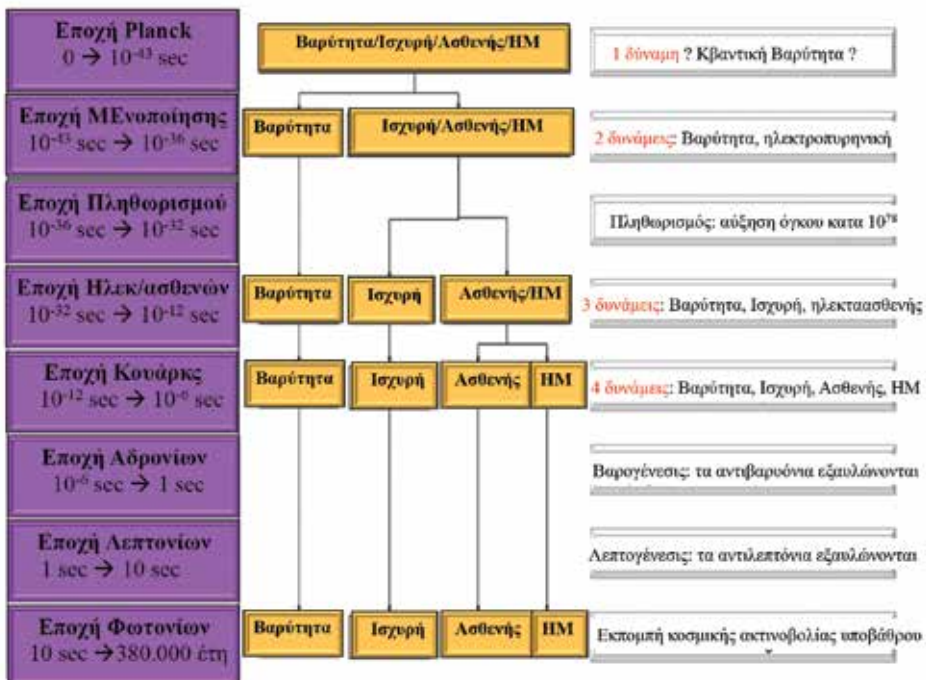 Εποχή Planck
0 → 10⁻⁴³ sec
Βαρύτητα/Ισχυρή/Ασθενής/ΗΜ
1 δύναμη ? Κβαντική Βαρύτητα ?
Εποχή ΜΕνοποίησης
10⁻⁴³ sec → 10⁻³⁶ sec
Βαρύτητα
Ισχυρή/Ασθενής/ΗΜ
2 δυνάμεις: Βαρύτητα, ηλεκτροπυρηνική
Εποχή Πληθωρισμού
10⁻³⁶ sec → 10⁻³² sec
Πληθωρισμός: αύξηση όγκου κατα 10⁷⁸
Εποχή Ηλεκ/ασθενών
10⁻³² sec → 10⁻¹² sec
Βαρύτητα
Ισχυρή
Ασθενής/ΗΜ
3 δυνάμεις: Βαρύτητα, Ισχυρή, ηλεκταασθενής
Εποχή Κουάρκς
10⁻¹² sec → 10⁻⁶ sec
Βαρύτητα
Ισχυρή
Ασθενής
ΗΜ
4 δυνάμεις: Βαρύτητα, Ισχυρή, Ασθενής, ΗΜ
Εποχή Αδρονίων
10⁻⁶ sec → 1 sec
Βαρογένεσις: τα αντιβαρυόνια εξαυλώνονται
Εποχή Λεπτονίων
1 sec → 10 sec
Λεπτογένεσις: τα αντιλεπτόνια εξαυλώνονται
Εποχή Φωτονίων
10 sec →380.000 έτη
Βαρύτητα
Ισχυρή
Ασθενής
ΗΜ
Εκπομπή κοσμικής ακτινοβολίας υποβάθρου